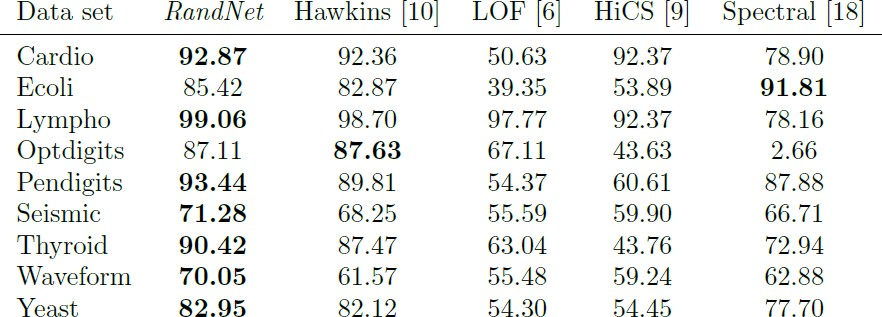 Data set RandNet Hawkins [10] LOF [6] HiCS [9] Spectral [18]
Cardio 92.87 92.36 50.63 92.37 78.90
Ecoli 85.42 82.87 39.35 53.89 91.81
Lympho 99.06 98.70 97.77 92.37 78.16
Optdigits 87.11 87.63 67.11 43.63 2.66
Pendigits 93.44 89.81 54.37 60.61 87.88
Seismic 71.28 68.25 55.59 59.90 66.71
Thyroid 90.42 87.47 63.04 43.76 72.94
Waveform 70.05 61.57 55.48 59.24 62.88
Yeast 82.95 82.12 54.30 54.45 77.70